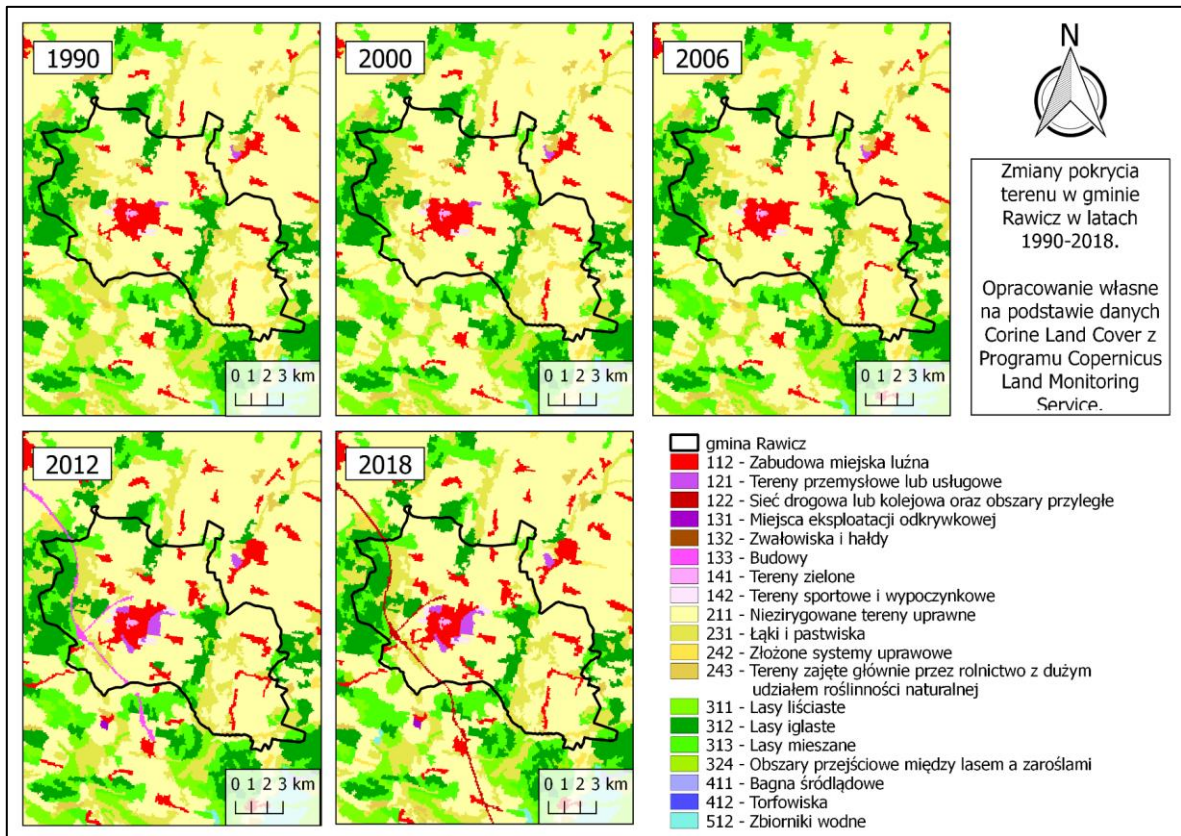 1990
2000
2006
N
Zmiany pokrycia
terenu w gminie
Rawicz w latach
1990-2018.
Opracowanie własne
na podstawie danych
Corine Land Cover z
Programu Copernicus
Land Monitoring
Service.
0 1 2 3 km
0 1 2 3 km
0 1 2 3 km
2012
2018
0 1 2 3 km
0 1 2 3 km
gmina Rawicz
112 - Zabudowa miejska luźna
121 - Tereny przemysłowe lub usługowe
122 - Sieć drogowa lub kolejowa oraz obszary przyległe
131 - Miejsca eksploatacji odkrywkowej
132 - Zwałowiska i hałdy
133 - Budowy
141 - Tereny zielone
142 - Tereny sportowe i wypoczynkowe
211 - Niezirygowane tereny uprawne
231 - Łąki i pastwiska
242 - Złożone systemy uprawowe
243 - Tereny zajęte głównie przez rolnictwo z dużym
udziałem roślinności naturalnej
311 - Lasy liściaste
312 - Lasy iglaste
313 - Lasy mieszane
324 - Obszary przejściowe między lasem a zaroślami
411 - Bagna śródlądowe
412 - Torfowiska
512 - Zbiorniki wodne